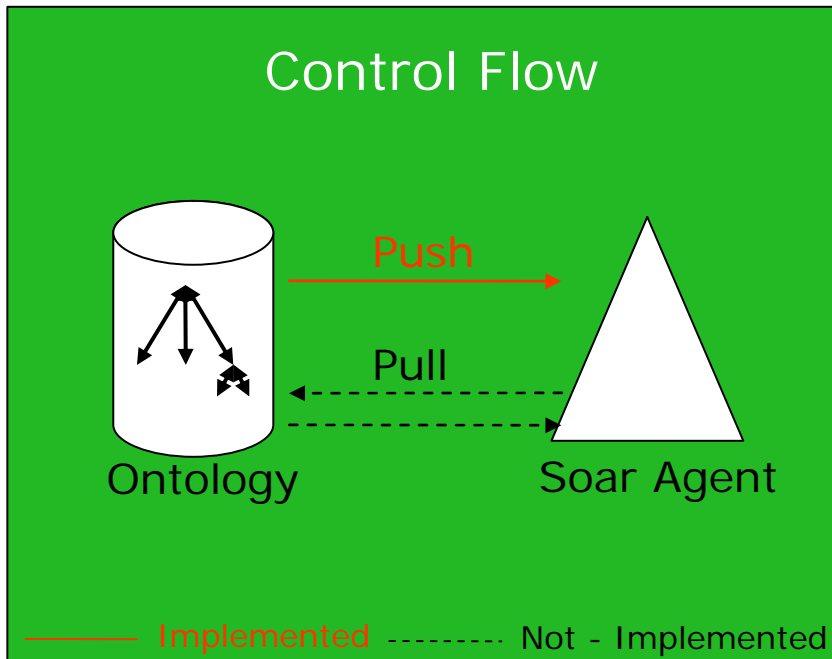 Control Flow
Push
Pull
Ontology
Soar Agent
Implemented
Not - Implemented